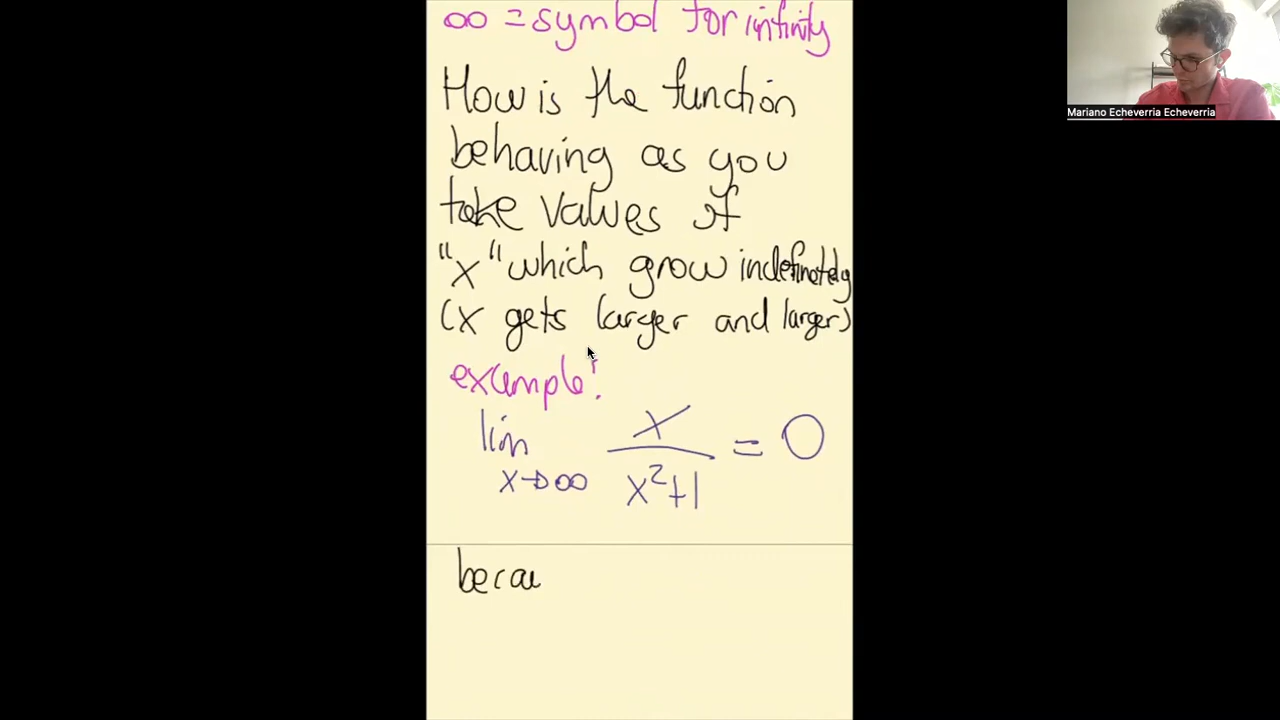 ∞ = symbol for infinity
How is the function
behaving as you
take values of
"x" which grow indefinetely
(x gets larger and larger)
example:
lim x→∞ x/x²+1 = 0
becau
Mariano Echeverria Echeverria